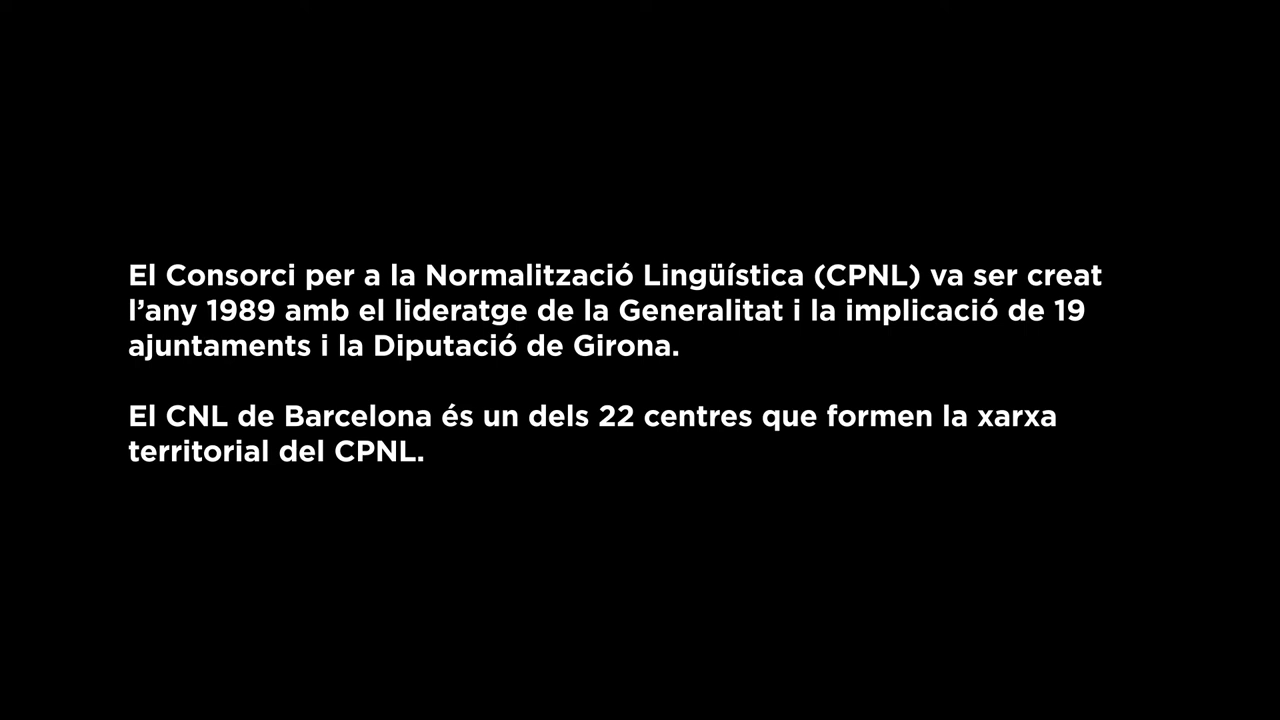 El Consorci per a la Normalització Lingüística (CPNL) va ser creat
l’any 1989 amb el lideratge de la Generalitat i la implicació de 19
ajuntaments i la Diputació de Girona.
El CNL de Barcelona és un dels 22 centres que formen la xarxa
territorial del CPNL.